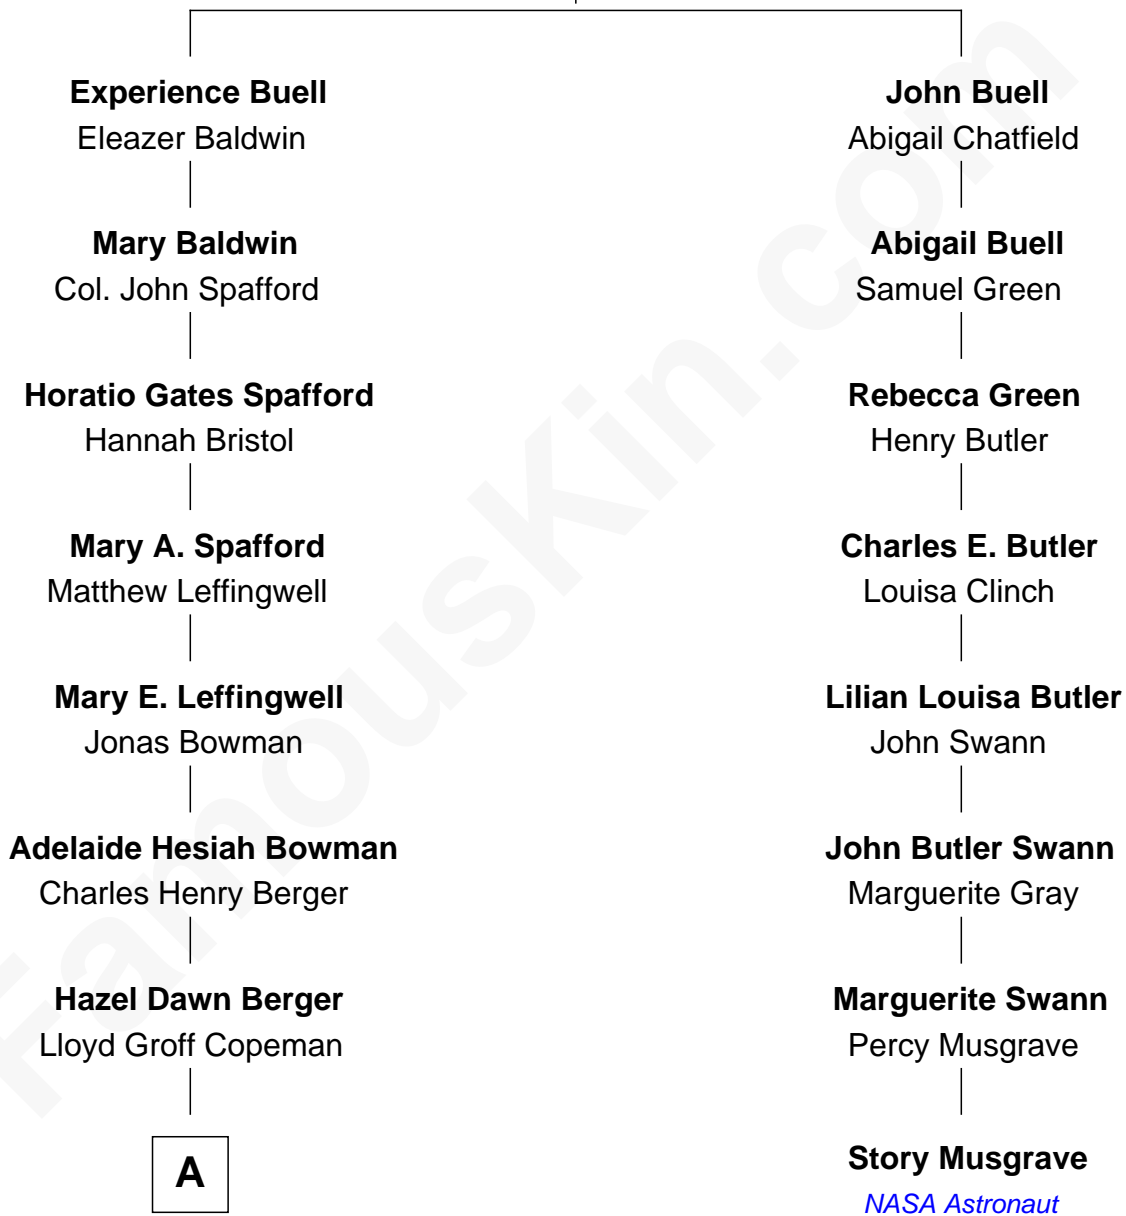 Experience Buell
Eleazer Baldwin
John Buell
Abigail Chatfield
Mary Baldwin
Col. John Spafford
Abigail Buell
Samuel Green
Horatio Gates Spafford
Hannah Bristol
Rebecca Green
Henry Butler
Mary A. Spafford
Matthew Leffingwell
Charles E. Butler
Louisa Clinch
Mary E. Leffingwell
Jonas Bowman
Lilian Louisa Butler
John Swann
Adelaide Hesiah Bowman
Charles Henry Berger
John Butler Swann
Marguerite Gray
Hazel Dawn Berger
Lloyd Groff Copeman
Marguerite Swann
Percy Musgrave
A
Story Musgrave
NASA Astronaut
FamousKin.com